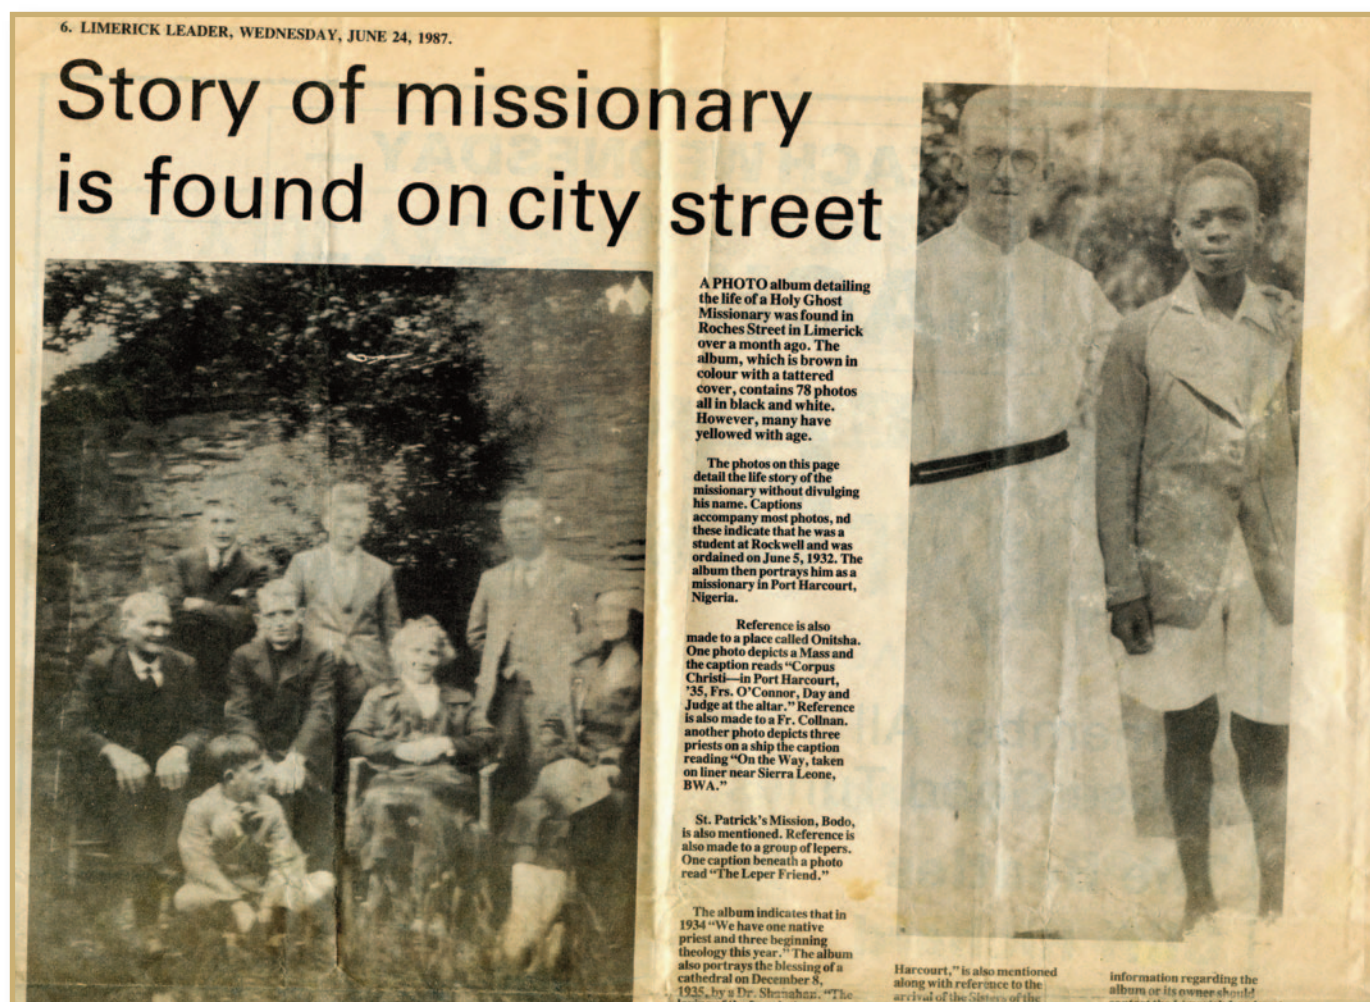 6. LIMERICK LEADER, WEDNESDAY, JUNE 24, 1987.
Story of missionary
is found on city street
A PHOTO album detailing
the life of a Holy Ghost
Missionary was found in
Roches Street in Limerick
over a month ago. The
album, which is brown in
colour with a tattered
cover, contains 78 photos
all in black and white.
However, many have
yellowed with age.
The photos on this page
detail the life story of the
missionary without divulging
his name. Captions
accompany most photos, nd
these indicate that he was a
student at Rockwell and was
ordained on June 5, 1932. The
album then portrays him as a
missionary in Port Harcourt,
Nigeria.
Reference is also
made to a place called Onitsha.
One photo depicts a Mass and
the caption reads “Corpus
Christi—in Port Harcourt,
’35, Frs. O’Connor, Day and
Judge at the altar.” Reference
is also made to a Fr. Collnan.
another photo depicts three
priests on a ship the caption
reading “On the Way, taken
on liner near Sierra Leone,
BWA.”
St. Patrick’s Mission, Bodo,
is also mentioned. Reference is
also made to a group of lepers.
One caption beneath a photo
read “The Leper Friend.”
The album indicates that in
1934 “We have one native
priest and three beginning
theology this year.” The album
also portrays the blessing of a
cathedral on December 8,
1935, by a Dr. Shanahan. “The
Harcourt,” is also mentioned
along with reference to the
arrival of the Sisters of the
information regarding the
album or its owner should